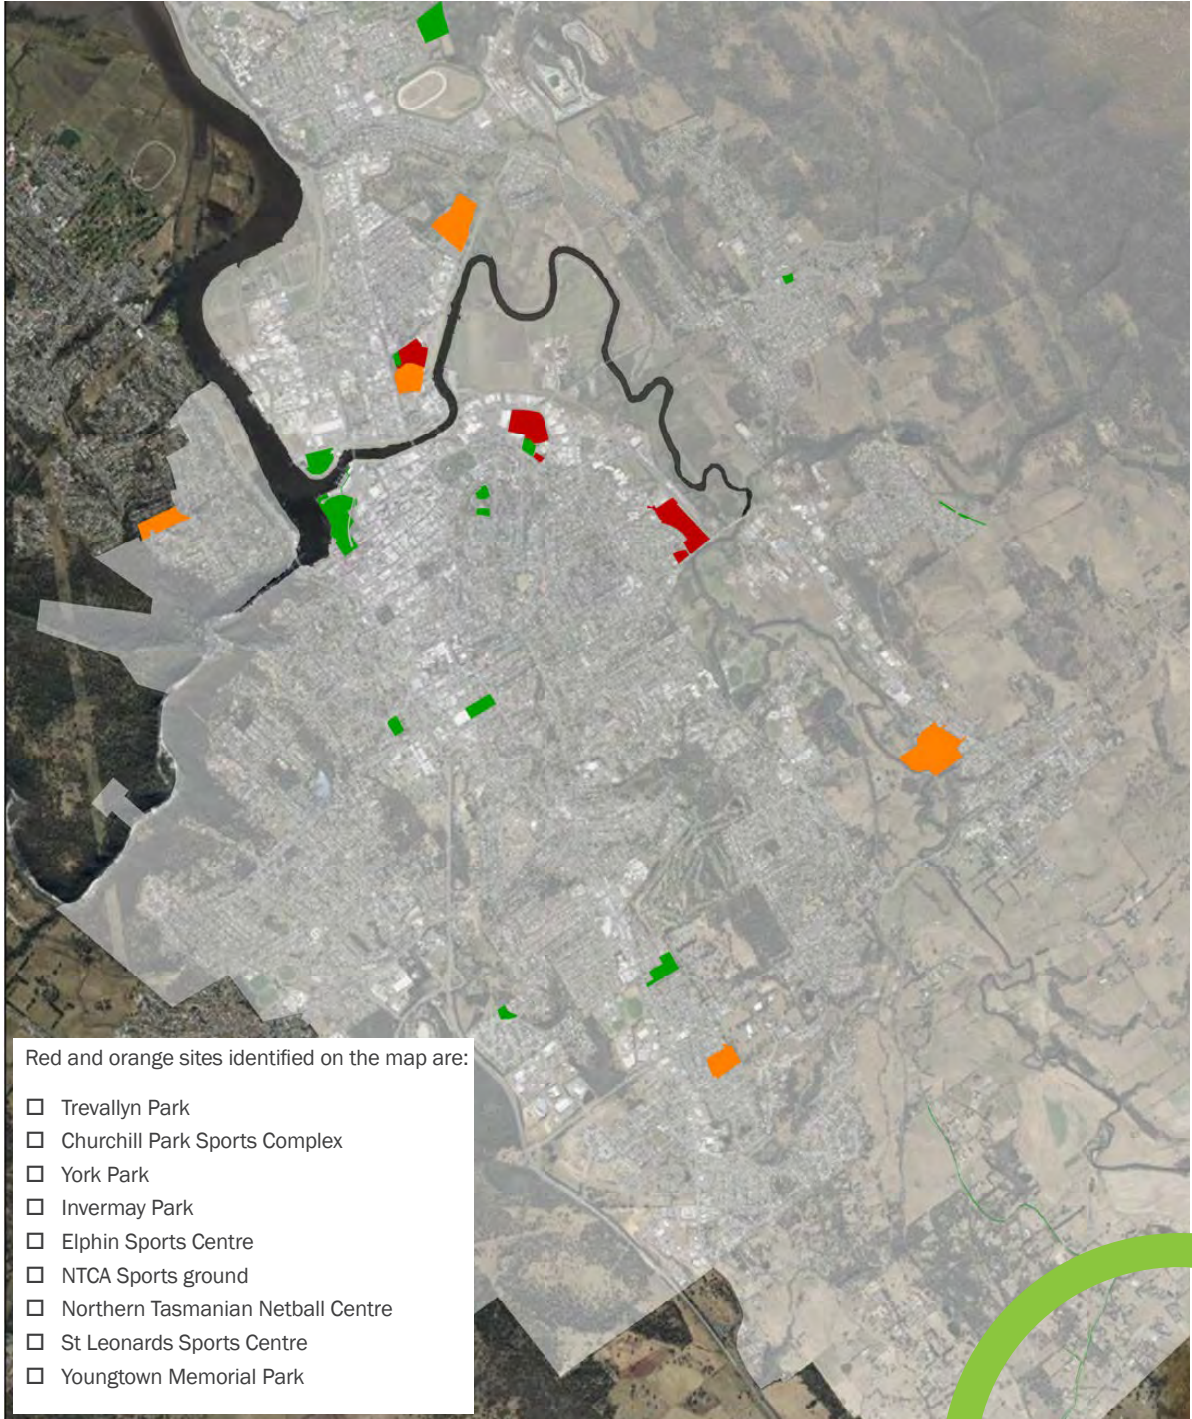 Red and orange sites identified on the map are:
☐ Trevallyn Park
☐ Churchill Park Sports Complex
☐ York Park
☐ Invermay Park
☐ Elphin Sports Centre
☐ NTCA Sports ground
☐ Northern Tasmanian Netball Centre
☐ St Leonards Sports Centre
☐ Youngtown Memorial Park